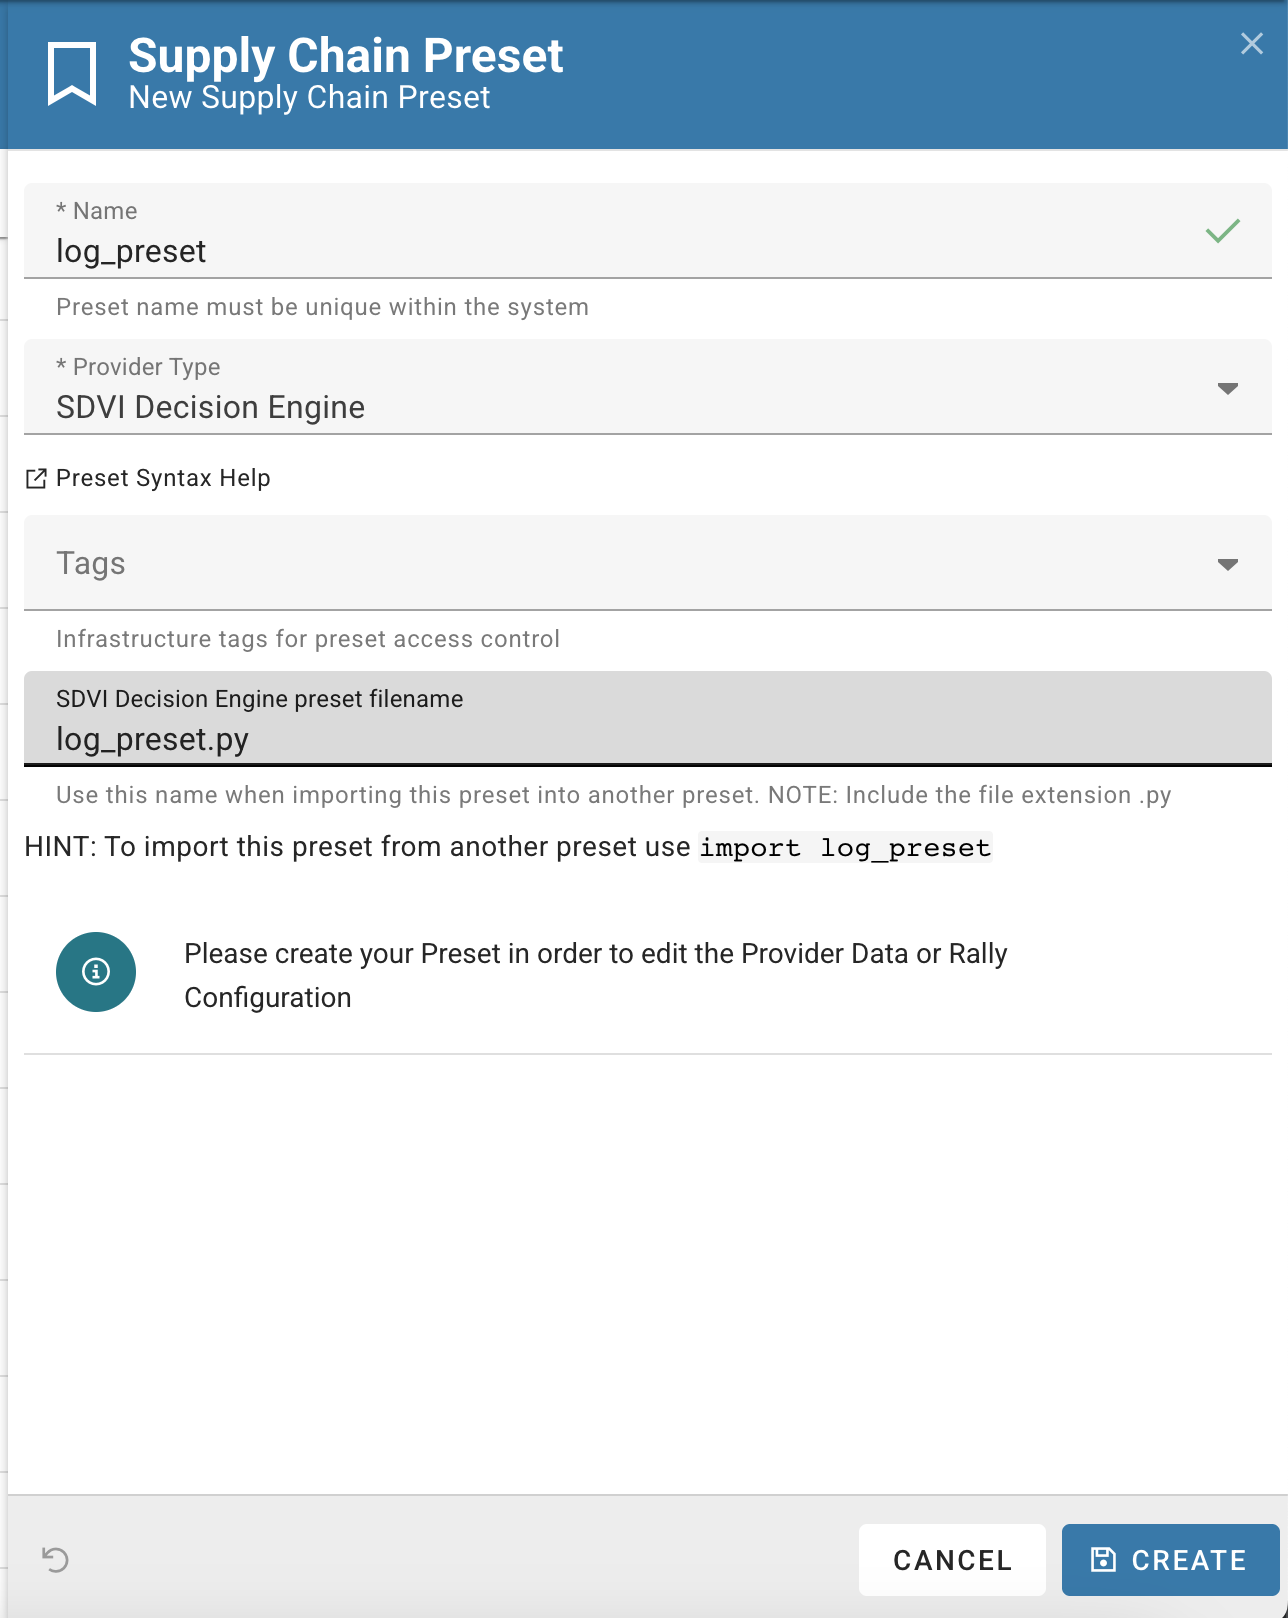 Supply Chain Preset
New Supply Chain Preset
* Name
log_preset
Preset name must be unique within the system
* Provider Type
SDVI Decision Engine
Preset Syntax Help
Tags
Infrastructure tags for preset access control
SDVI Decision Engine preset filename
log_preset.py
Use this name when importing this preset into another preset. NOTE: Include the file extension .py
HINT: To import this preset from another preset use import log_preset
Please create your Preset in order to edit the Provider Data or Rally
Configuration
CANCEL
CREATE